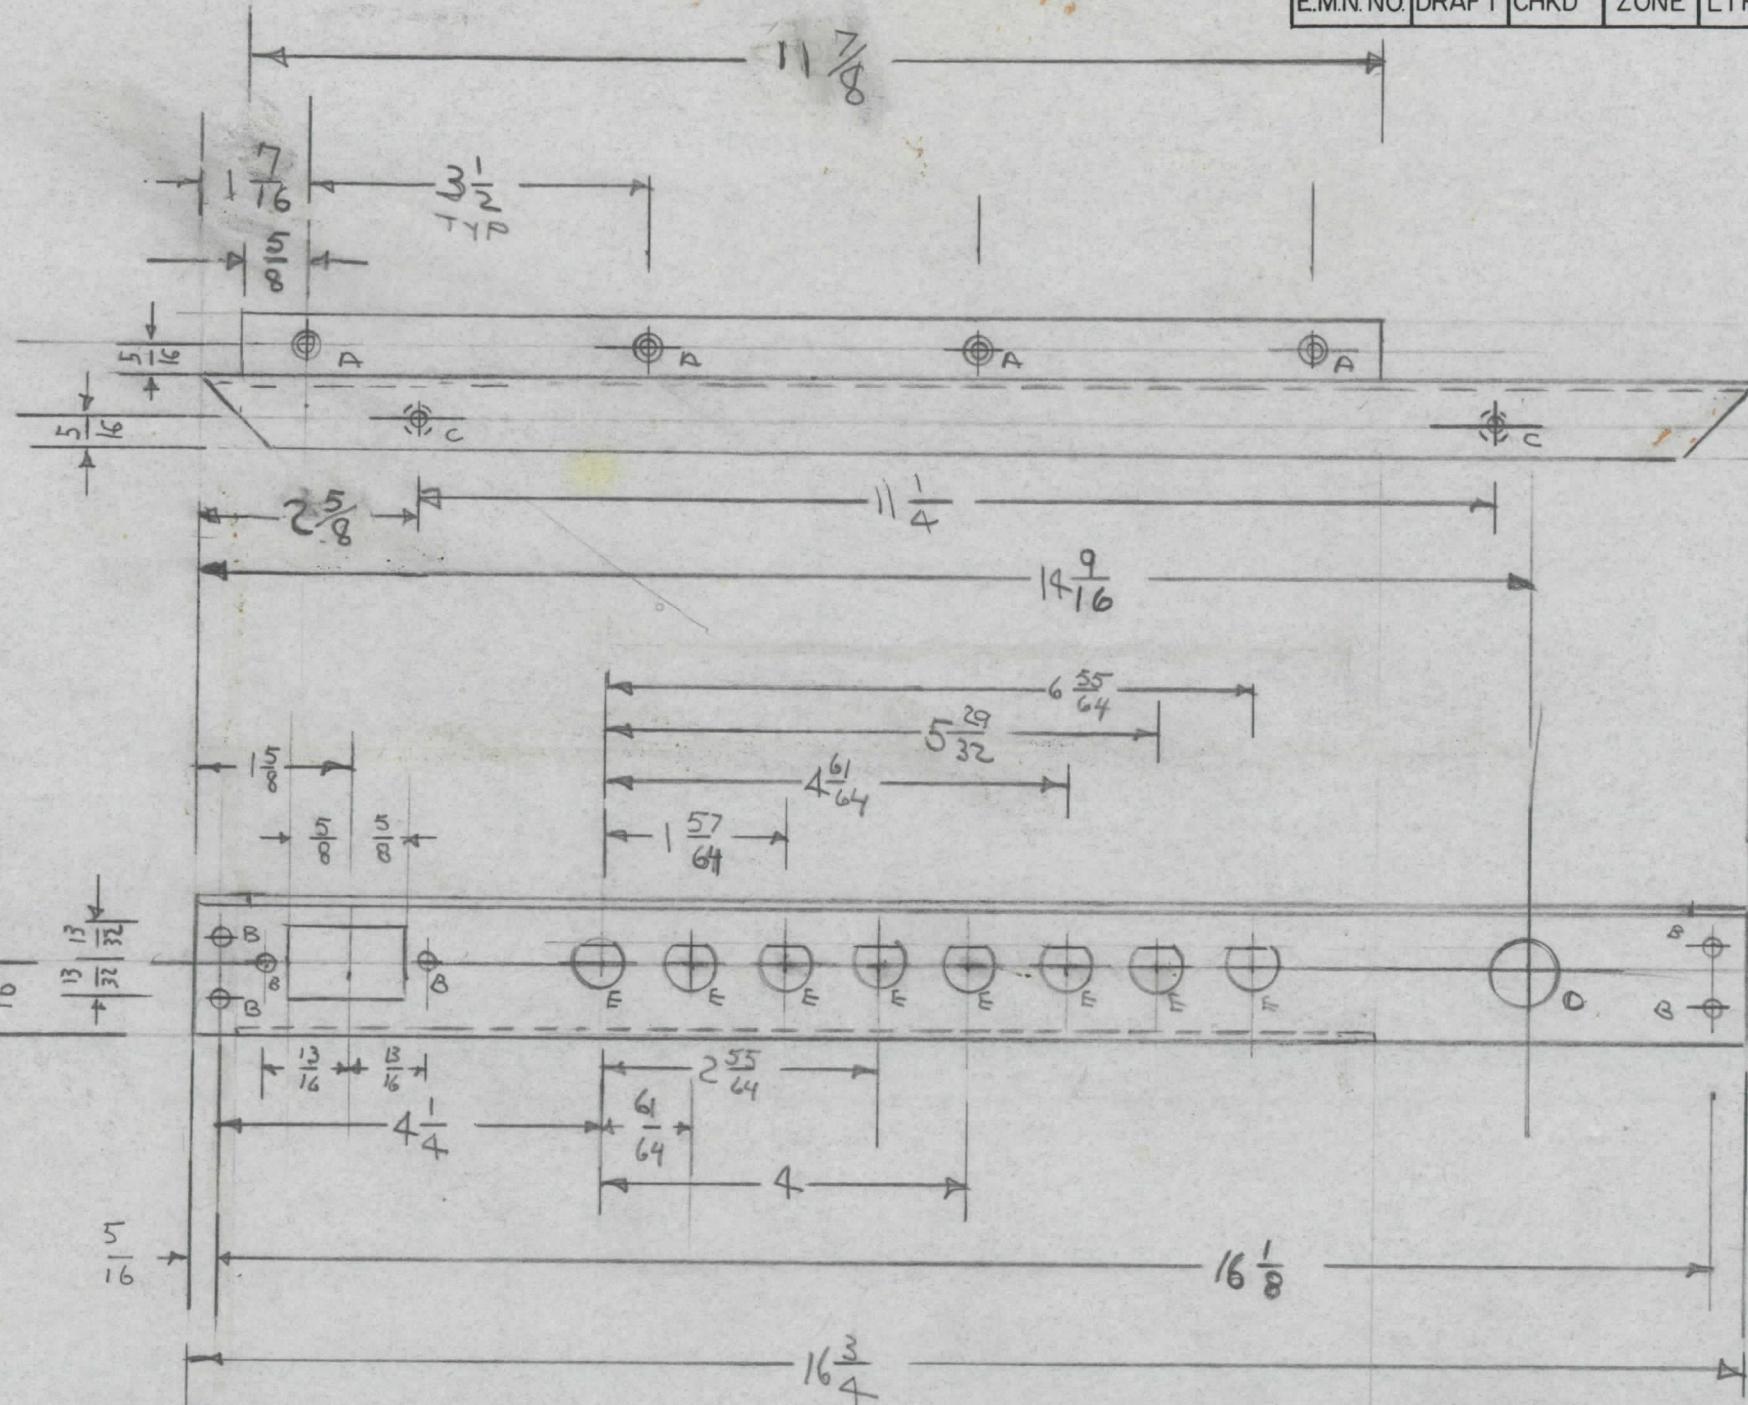 E.M.N. NO. DRAFT CHKD ZONE
11 7/8
1 7/16 3 1/2
TYP
5/8
5/16 A A A A
5/16 C C
2 5/8 11 1/4
14 9/16
6 55/64
5 29/32
1 5/8 4 61/64
5/8 5/8 1 57/64
13/32 B B
13/32 B B
B E E E E E E E E D B
13/16 13/16 2 55/64
4 1/4 61/64
4
5/16 16 1/8
16 3/4